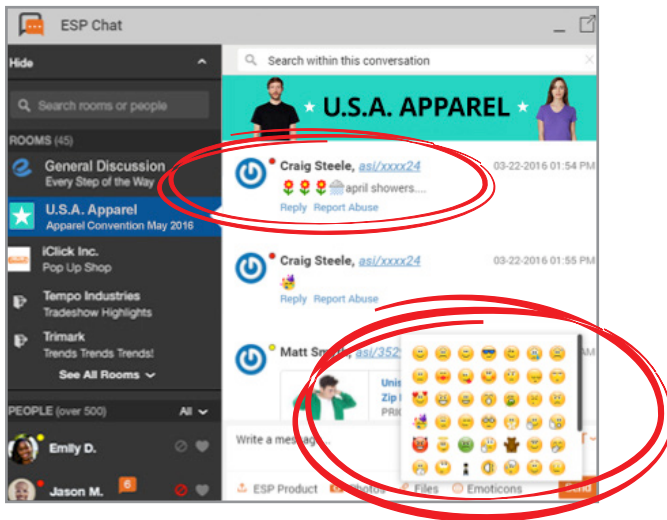 ESP Chat
Hide
Search rooms or people
ROOMS (45)
General Discussion
Every Step of the Way
U.S.A. Apparel
Apparel Convention May 2016
iClick Inc.
Pop Up Shop
Tempo Industries
Tradeshow Highlights
Trimark
Trends Trends Trends!
See All Rooms
PEOPLE (over 500) All
Emily D.
Jason M. 6
Search within this conversation
U.S.A. APPAREL
Craig Steele, asi/xxxx24 03-22-2016 01:54 PM
april showers....
Reply Report Abuse
Craig Steele, asi/xxxx24 03-22-2016 01:55 PM
Reply Report Abuse
Matt asi/352
Zip
Write a
ESP Product Photos Files Emoticons Send